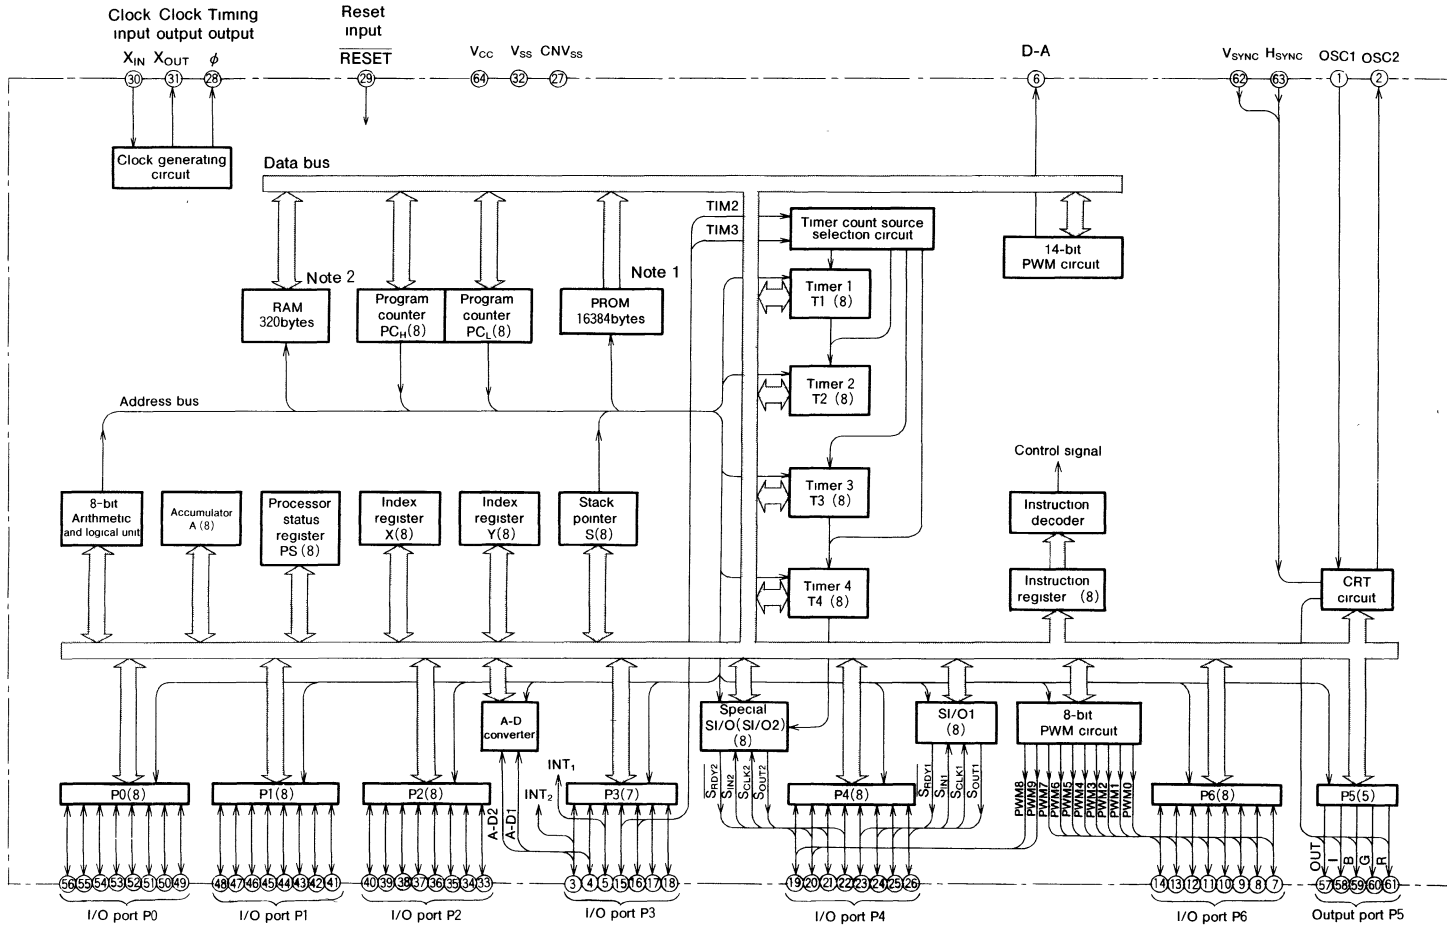 Clock Clock Timing
input output output
XIN XOUT φ
Reset
input
RESET
VCC VSS CNVSS
D-A
VSYNC HSYNC OSC1 OSC2
30 31 28 29 64 32 27 6 62 63 1 2
Clock generating
circuit
Data bus
TIM2
TIM3
Timer count source
selection circuit
14-bit
PWM circuit
Note 2
Note 1
RAM
320bytes
Program
counter
PCH(8)
Program
counter
PCL(8)
PROM
16384bytes
Timer 1
T1 (8)
Timer 2
T2 (8)
Address bus
Timer 3
T3 (8)
Control signal
8-bit
Arithmetic
and logical unit
Accumulator
A (8)
Processor
status
register
PS (8)
Index
register
X(8)
Index
register
Y(8)
Stack
pointer
S(8)
Instruction
decoder
Timer 4
T4 (8)
Instruction
register (8)
CRT
circuit
A-D
converter
Special
SI/O(SI/O2)
(8)
SI/O1
(8)
8-bit
PWM circuit
INT1
INT2
A-D2
A-D1
SRDY2
SIN2
SCLK2
SOUT2
SRDY1
SIN1
SCLK1
SOUT1
PWM8
PWM9
PWM7
PWM6
PWM5
PWM4
PWM3
PWM2
PWM1
PWM0
P0(8)
P1(8)
P2(8)
P3(7)
P4(8)
P6(8)
P5(5)
OUT
I
B
G
R
56 55 54 53 52 51 50 49
48 47 46 45 44 43 42 41
40 39 38 37 36 35 34 33
3 4 5 15 16 17 18
19 20 21 22 23 24 25 26
14 13 12 11 10 9 8 7
57 58 59 60 61
I/O port P0
I/O port P1
I/O port P2
I/O port P3
I/O port P4
I/O port P6
Output port P5